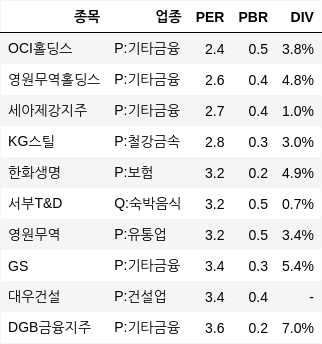 종목 업종 PER PBR DIV
OCI홀딩스 P:기타금융 2.4 0.5 3.8%
영원무역홀딩스 P:기타금융 2.6 0.4 4.8%
세아제강지주 P:기타금융 2.7 0.4 1.0%
KG스틸 P:철강금속 2.8 0.3 3.0%
한화생명 P:보험 3.2 0.2 4.9%
서부T&D Q:숙박음식 3.2 0.5 0.7%
영원무역 P:유통업 3.2 0.5 3.4%
GS P:기타금융 3.4 0.3 5.4%
대우건설 P:건설업 3.4 0.4 -
DGB금융지주 P:기타금융 3.6 0.2 7.0%